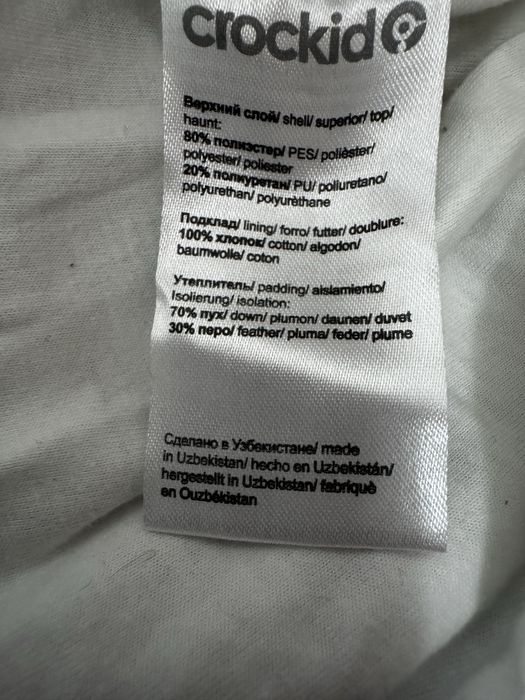 crockid
Верхний слой/ shell/ superior/ top/
haunt:
80% полиэстер/ PES/ polièster/
polyester/ poliester
20% полиуретан/ PU/ poliuretano/
polyurethan/ polyurèthane
Подклад/ lining/ forro/ futter/ doublure:
100% хлопок/ cotton/ algodon/
baumwolle/ coton
Утеплитель/ padding/ aislamiento/
Isolierung/ isolation:
70% пух/ down/ plumon/ daunen/ duvet
30% перо/ feather/ pluma/ feder/ plume
Сделано в Узбекистане/ made
in Uzbekistan/ hecho en Uzbekistán/
hergestellt in Uzbekistan/ fabriquè
en Ouzbékistan